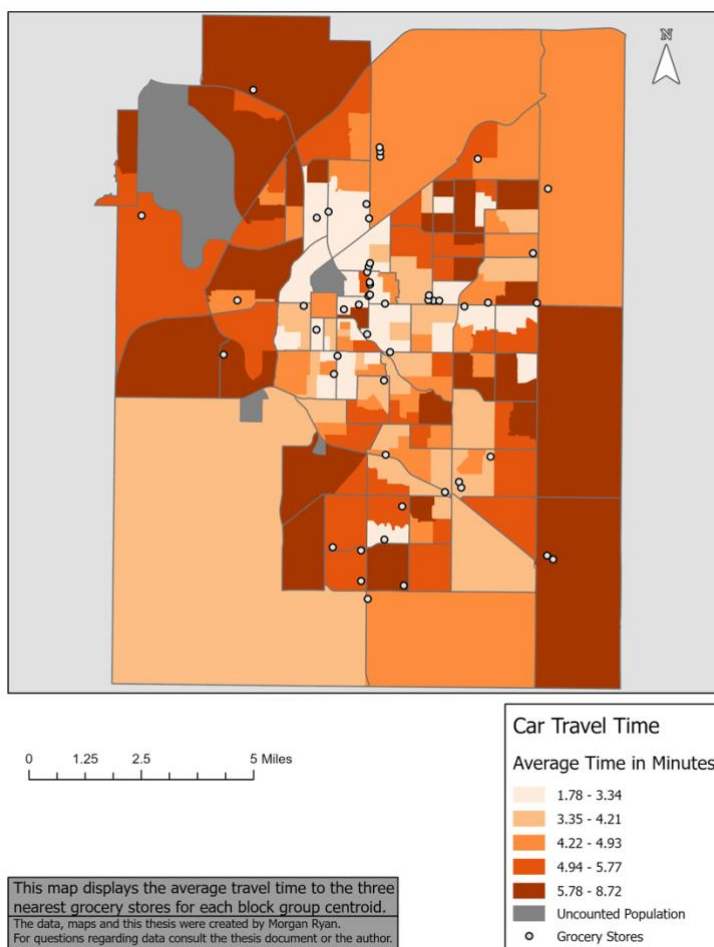 N
0 1.25 2.5 5 Miles
Car Travel Time
Average Time in Minutes
1.78 - 3.34
3.35 - 4.21
4.22 - 4.93
4.94 - 5.77
5.78 - 8.72
Uncounted Population
Grocery Stores
This map displays the average travel time to the three
nearest grocery stores for each block group centroid.
The data, maps and this thesis were created by Morgan Ryan.
For questions regarding data consult the thesis document or the author.